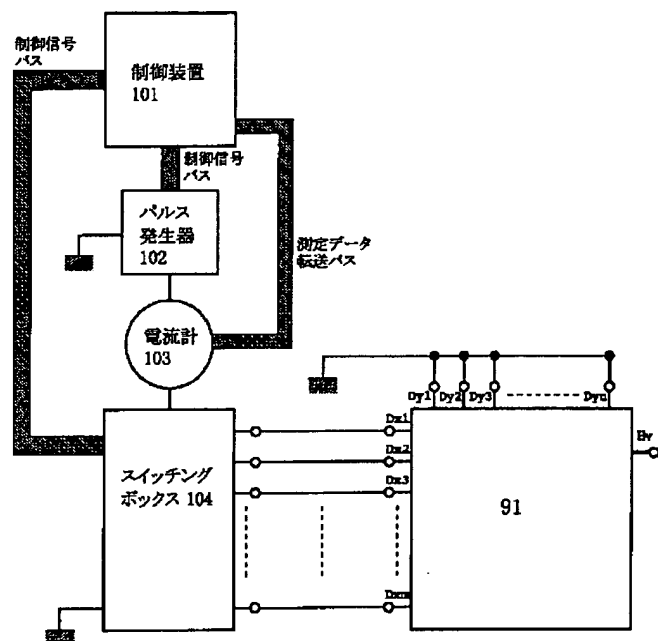 制御信号
バス
制御装置
101
制御信号
バス
パルス
発生器
102
測定データ
転送バス
電流計
103
Dy1 Dy2 Dy3 Dyn
Dx1
Dx2
Dx3
Dxm
Hv
スイッチング
ボックス 104
91